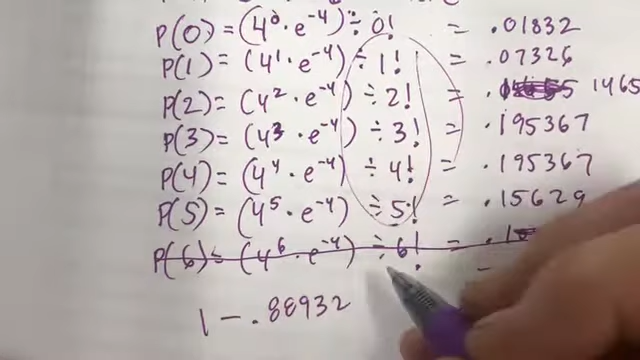 P(0)=(4⁰·e⁻⁴)÷0! = .01832
P(1)=(4¹·e⁻⁴)÷1! = .07326
P(2)=(4²·e⁻⁴)÷2! = 1465
P(3)=(4³·e⁻⁴)÷3! = .195367
P(4)=(4⁴·e⁻⁴)÷4! = .195367
P(5)=(4⁵·e⁻⁴)÷5! = .15629
P(6)=(4⁶·e⁻⁴)÷6! =
1-.88932